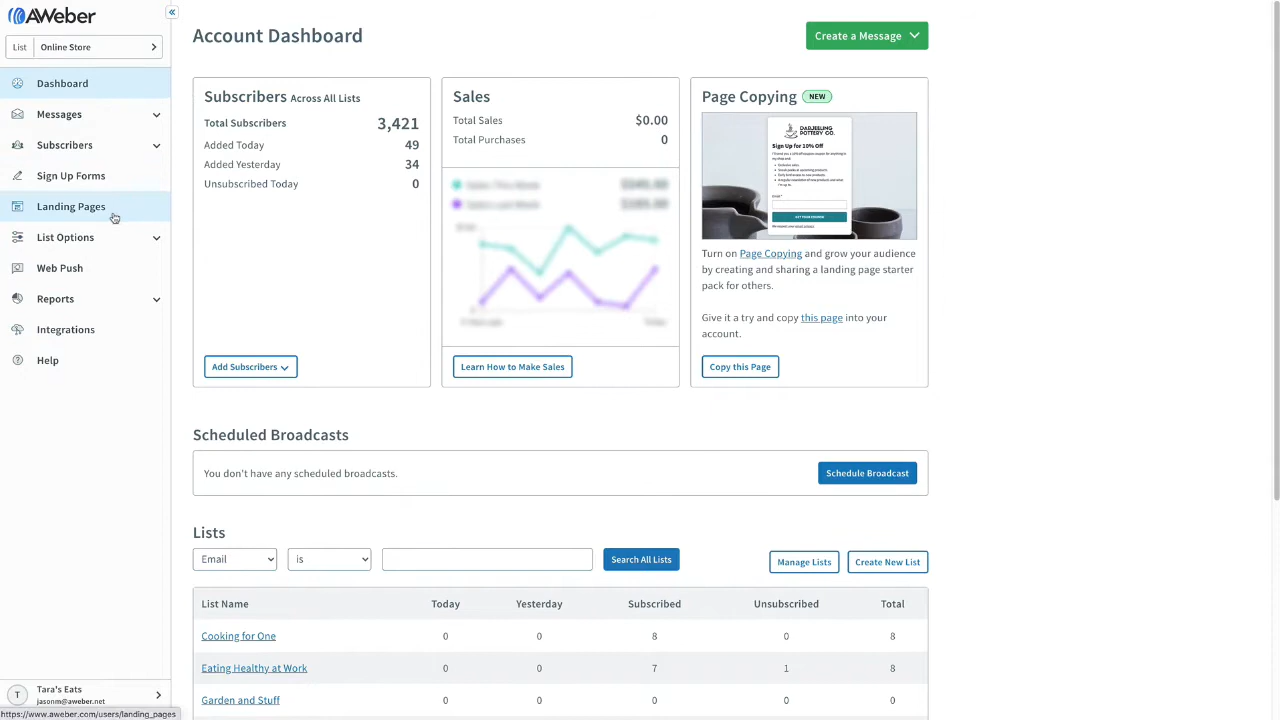 AWeber
List
Online Store
Dashboard
Messages
Subscribers
Sign Up Forms
Landing Pages
List Options
Web Push
Reports
Integrations
Help
Tara's Eats
T
jasonm@aweber.net
https://www.aweber.com/users/landing_pages
Account Dashboard
Create a Message
Subscribers Across All Lists
Total Subscribers 3,421
Added Today 49
Added Yesterday 34
Unsubscribed Today 0
Add Subscribers
Sales
Total Sales $0.00
Total Purchases 0
Learn How to Make Sales
Page Copying NEW
DARJEELING
POTTERY CO.
Sign Up for 10% Off
Turn on Page Copying and grow your audience
by creating and sharing a landing page starter
pack for others.
Give it a try and copy this page into your
account.
Copy this Page
Scheduled Broadcasts
You don't have any scheduled broadcasts.
Schedule Broadcast
Lists
Email
is
Search All Lists
Manage Lists
Create New List
List Name Today Yesterday Subscribed Unsubscribed Total
Cooking for One 0 0 8 0 8
Eating Healthy at Work 0 0 7 1 8
Garden and Stuff 0 0 0 0 0